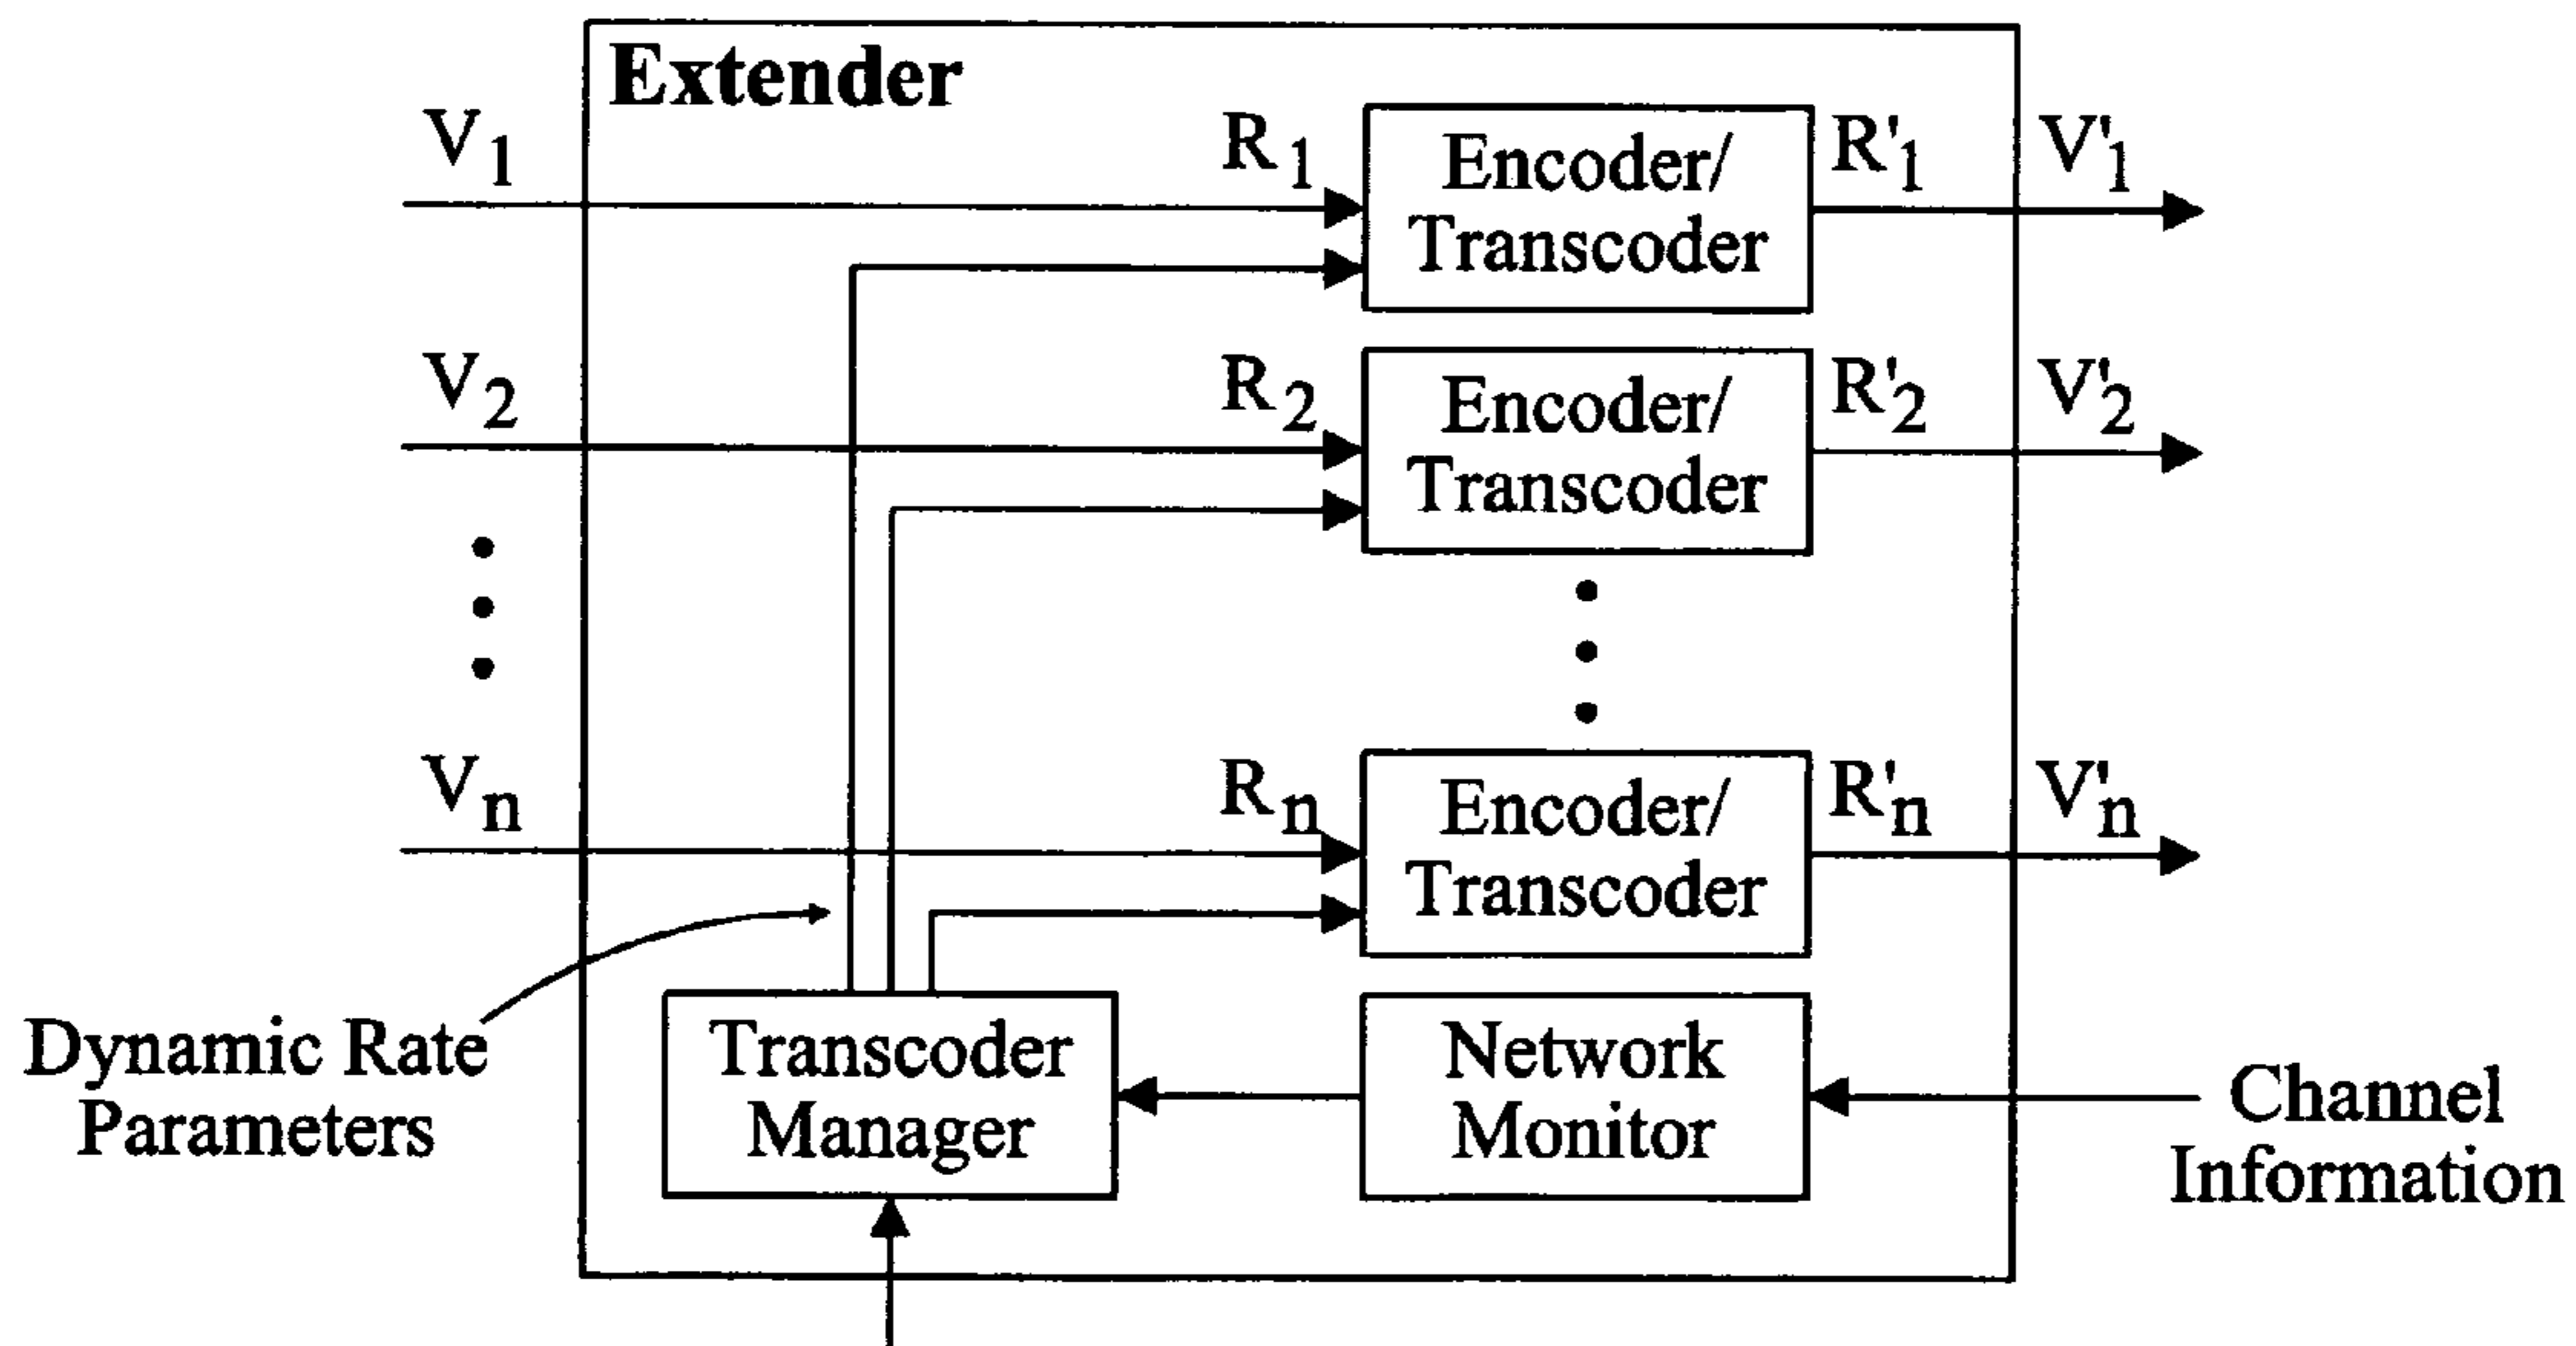 Extender
V1
R1
Encoder/
Transcoder
R'1
V'1
V2
R2
Encoder/
Transcoder
R'2
V'2
Vn
Rn
Encoder/
Transcoder
R'n
V'n
Dynamic Rate
Parameters
Transcoder
Manager
Network
Monitor
Channel
Information